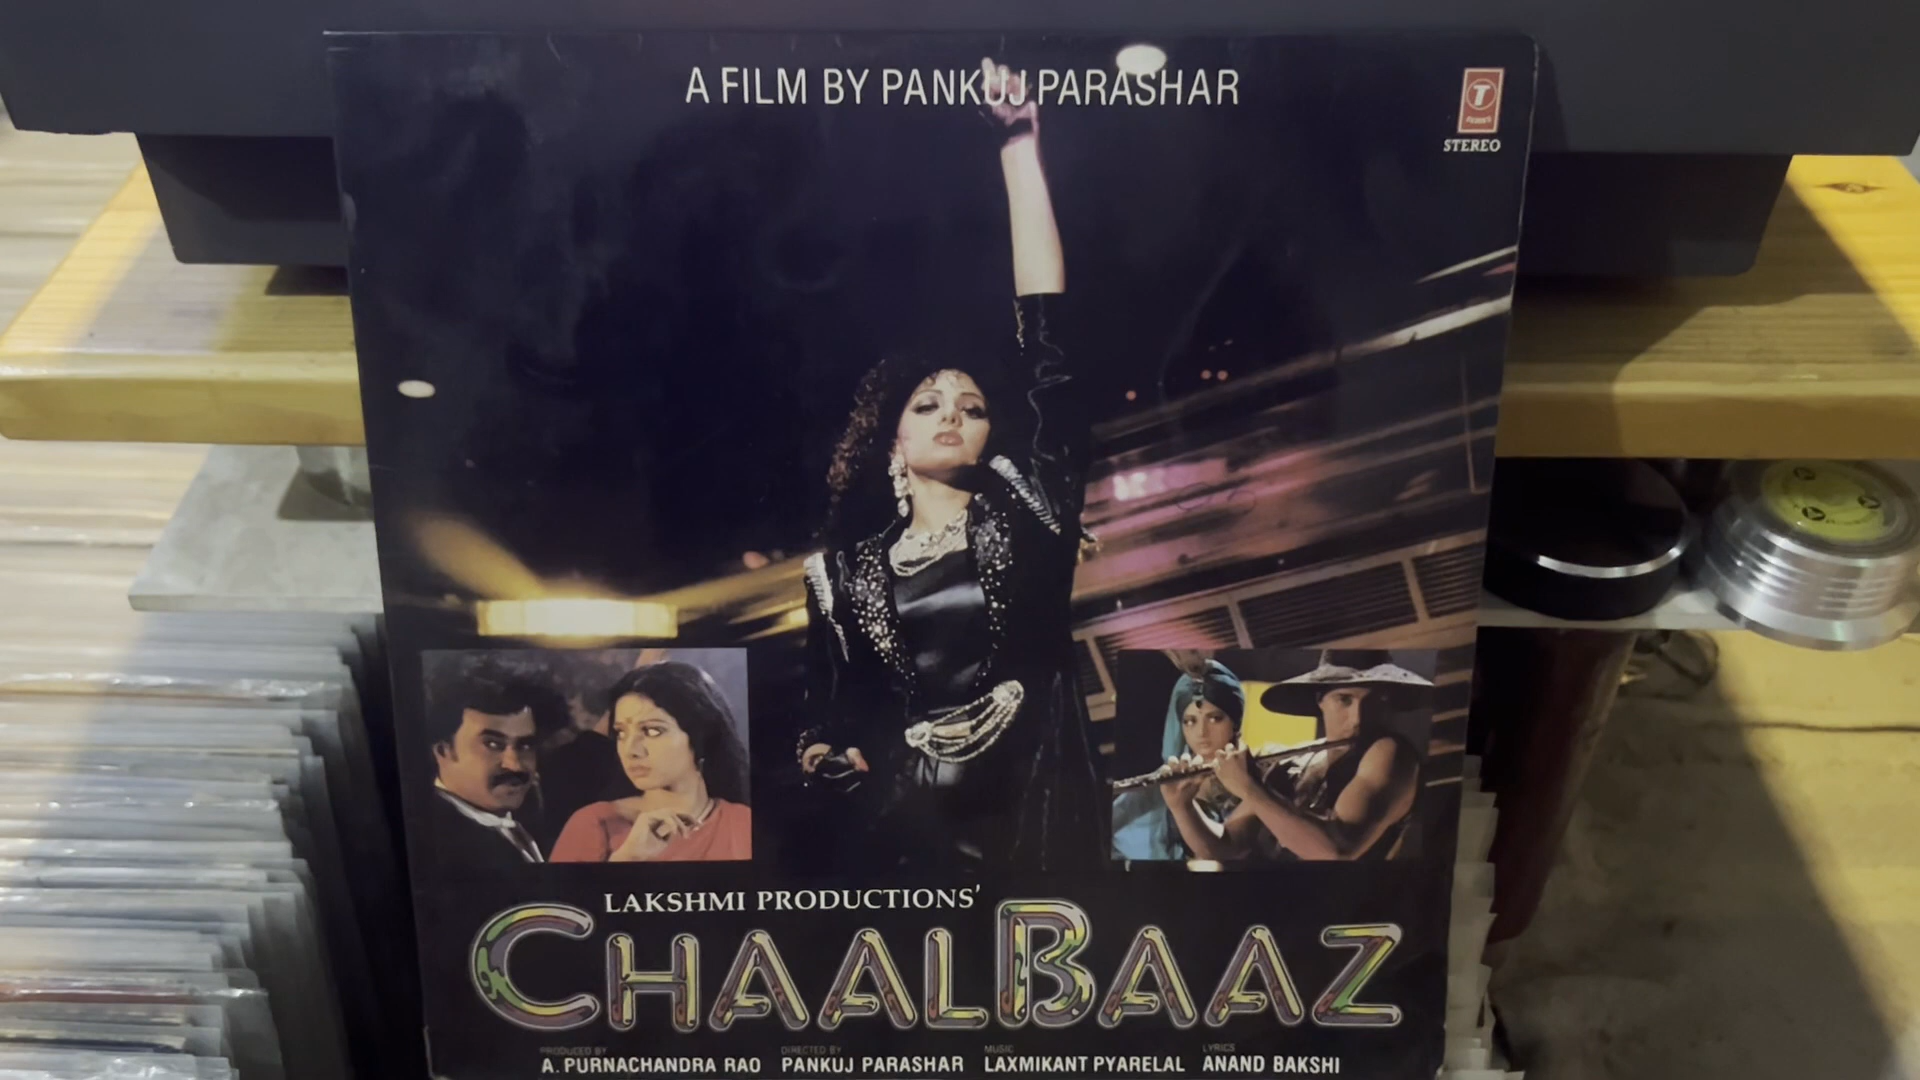 A FILM BY PANKUJ PARASHAR
T
SERIES
STEREO
LAKSHMI PRODUCTIONS'
CHAALBAAZ
PRODUCED BY DIRECTED BY MUSIC LYRICS
A. PURNACHANDRA RAO PANKUJ PARASHAR LAXMIKANT PYARELAL ANAND BAKSHI